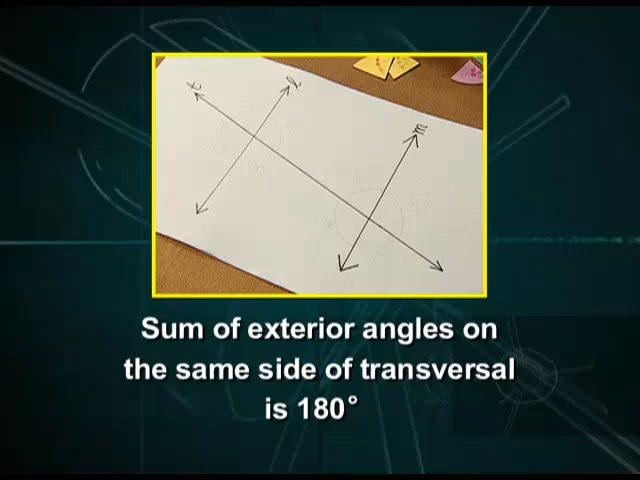 t
l
m
Sum of exterior angles on
the same side of transversal
is 180°